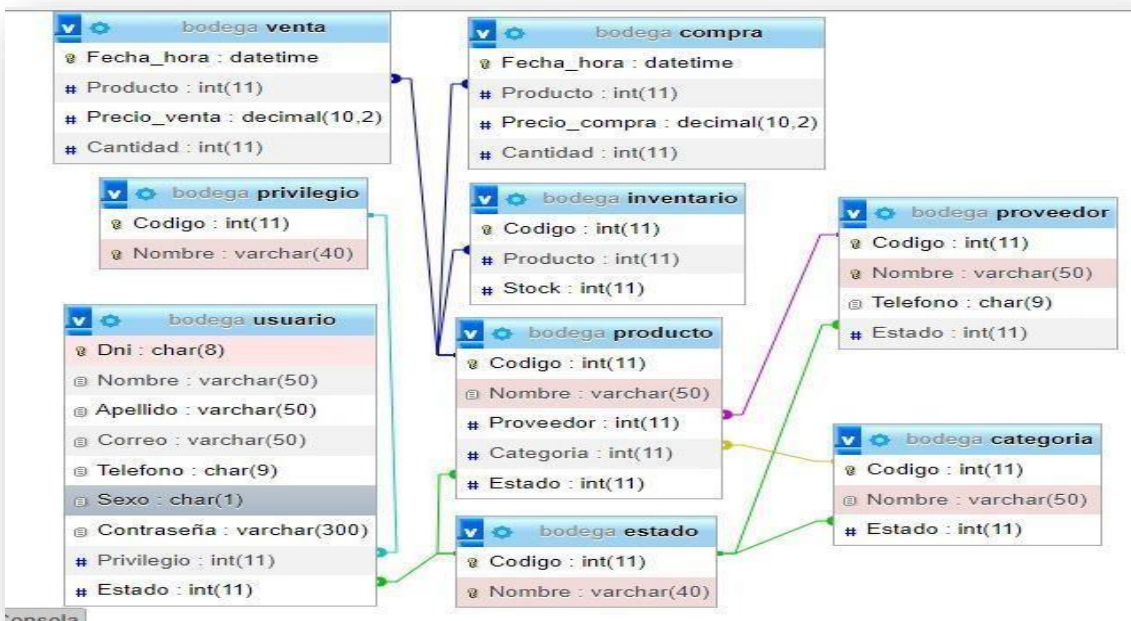 bodega venta
Fecha_hora : datetime
Producto : int(11)
Precio_venta : decimal(10,2)
Cantidad : int(11)
bodega compra
Fecha_hora : datetime
Producto : int(11)
Precio_compra : decimal(10,2)
Cantidad : int(11)
bodega privilegio
Codigo : int(11)
Nombre : varchar(40)
bodega inventario
Codigo : int(11)
Producto : int(11)
Stock : int(11)
bodega proveedor
Codigo : int(11)
Nombre : varchar(50)
Telefono : char(9)
Estado : int(11)
bodega usuario
Dni : char(8)
Nombre : varchar(50)
Apellido : varchar(50)
Correo : varchar(50)
Telefono : char(9)
Sexo : char(1)
Contraseña : varchar(300)
Privilegio : int(11)
Estado : int(11)
bodega producto
Codigo : int(11)
Nombre : varchar(50)
Proveedor : int(11)
Categoria : int(11)
Estado : int(11)
bodega categoria
Codigo : int(11)
Nombre : varchar(50)
Estado : int(11)
bodega estado
Codigo : int(11)
Nombre : varchar(40)
Consola